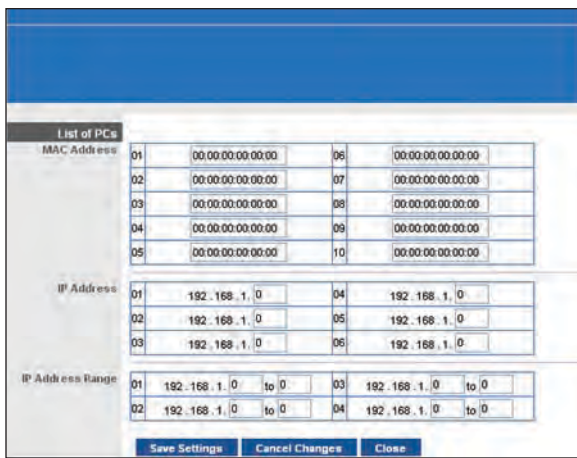 List of PCs
MAC Address
01 00:00:00:00:00:00 06 00:00:00:00:00:00
02 00:00:00:00:00:00 07 00:00:00:00:00:00
03 00:00:00:00:00:00 08 00:00:00:00:00:00
04 00:00:00:00:00:00 09 00:00:00:00:00:00
05 00:00:00:00:00:00 10 00:00:00:00:00:00
IP Address
01 192.168.1. 0 04 192.168.1. 0
02 192.168.1. 0 05 192.168.1. 0
03 192.168.1. 0 06 192.168.1. 0
IP Address Range
01 192.168.1. 0 to 0 03 192.168.1. 0 to 0
02 192.168.1. 0 to 0 04 192.168.1. 0 to 0
Save Settings Cancel Changes Close